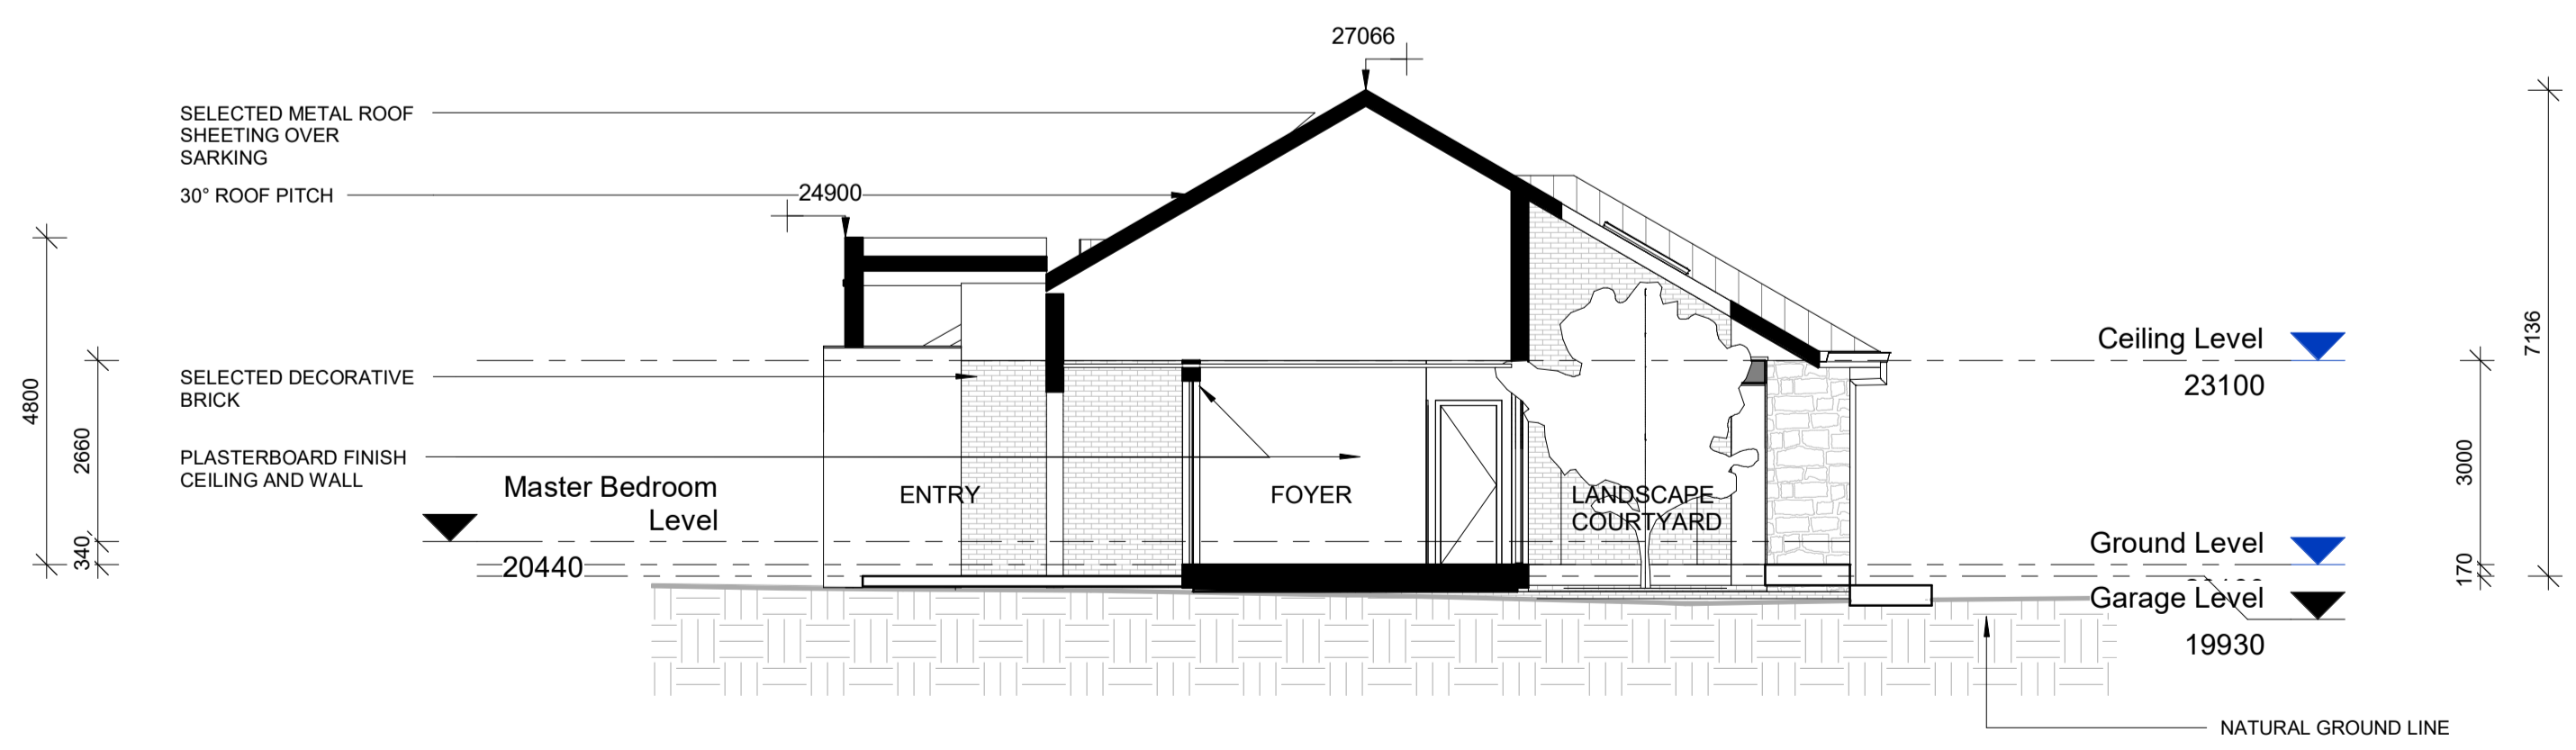 27066
SELECTED METAL ROOF
SHEETING OVER
SARKING
30° ROOF PITCH
24900
7136
Ceiling Level
23100
4800
2660
SELECTED DECORATIVE
BRICK
PLASTERBOARD FINISH
CEILING AND WALL
Master Bedroom
Level
ENTRY
FOYER
LANDSCAPE
COURTYARD
3000
Ground Level
340
20440
170
Garage Level
19930
NATURAL GROUND LINE